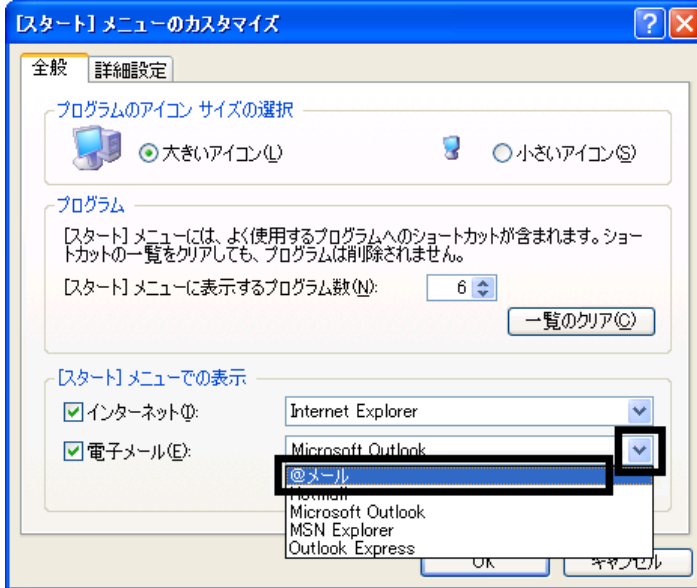 [スタート] メニューのカスタマイズ
全般 詳細設定
プログラムのアイコン サイズの選択
大きいアイコン(L) 小さいアイコン(S)
プログラム
[スタート] メニューには、よく使用するプログラムへのショートカットが含まれます。ショー
トカットの一覧をクリアしても、プログラムは削除されません。
[スタート] メニューに表示するプログラム数(N): 6
一覧のクリア(C)
[スタート] メニューでの表示
インターネット(I): Internet Explorer
電子メール(E): Microsoft Outlook
@メール
Hotmail
Microsoft Outlook
MSN Explorer
Outlook Express
OK キャンセル